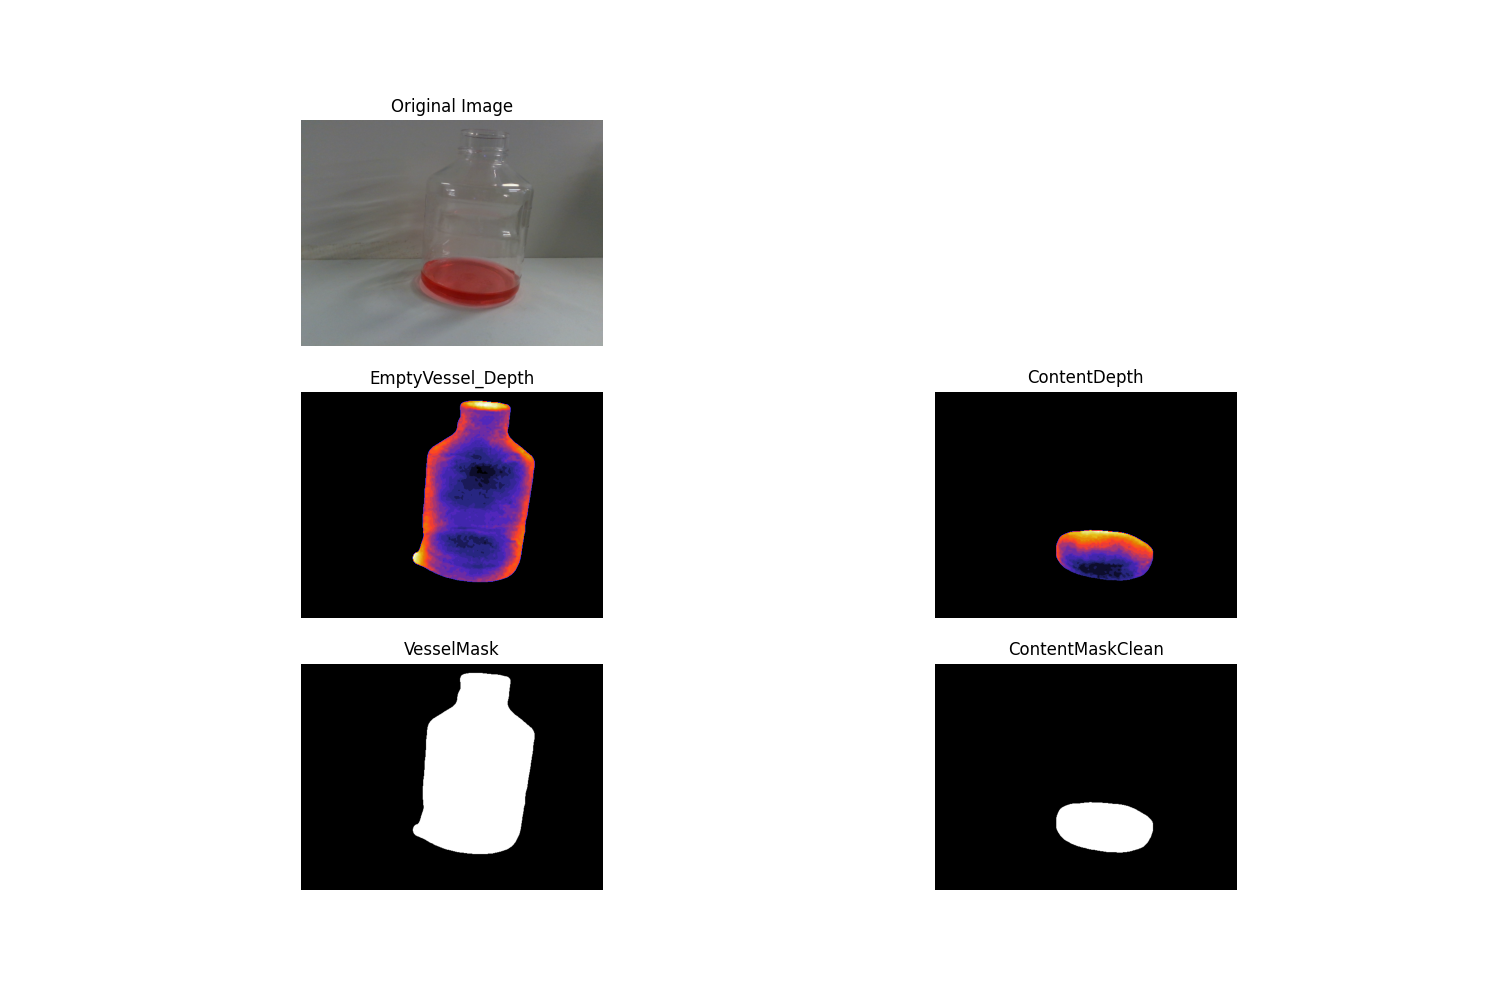 Original Image
EmptyVessel_Depth
ContentDepth
VesselMask
ContentMaskClean